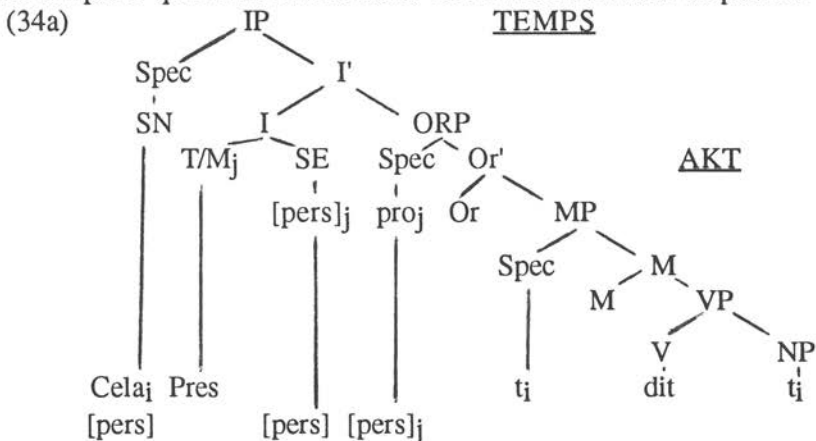 (34a) IP TEMPS
Spec I'
SN I ORP
T/Mj SE Spec Or' AKT
[pers]j proj Or MP
Spec M
M VP
V NP
Celai Pres ti dit ti
[pers] [pers] [pers]j